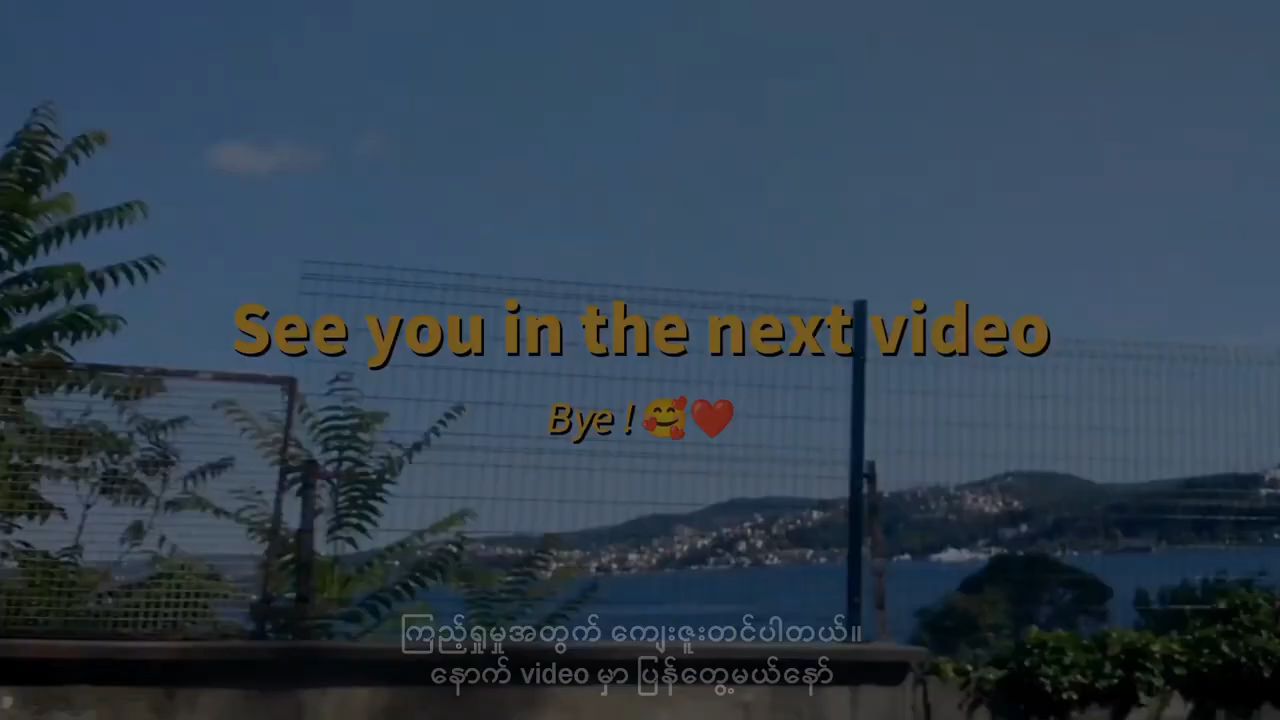 See you in the next video
Bye ! 🥰❤️
ကြည့်ရှုမှုအတွက် ကျေးဇူးတင်ပါတယ်။
နောက် video မှာ ပြန်တွေ့မယ်နော်